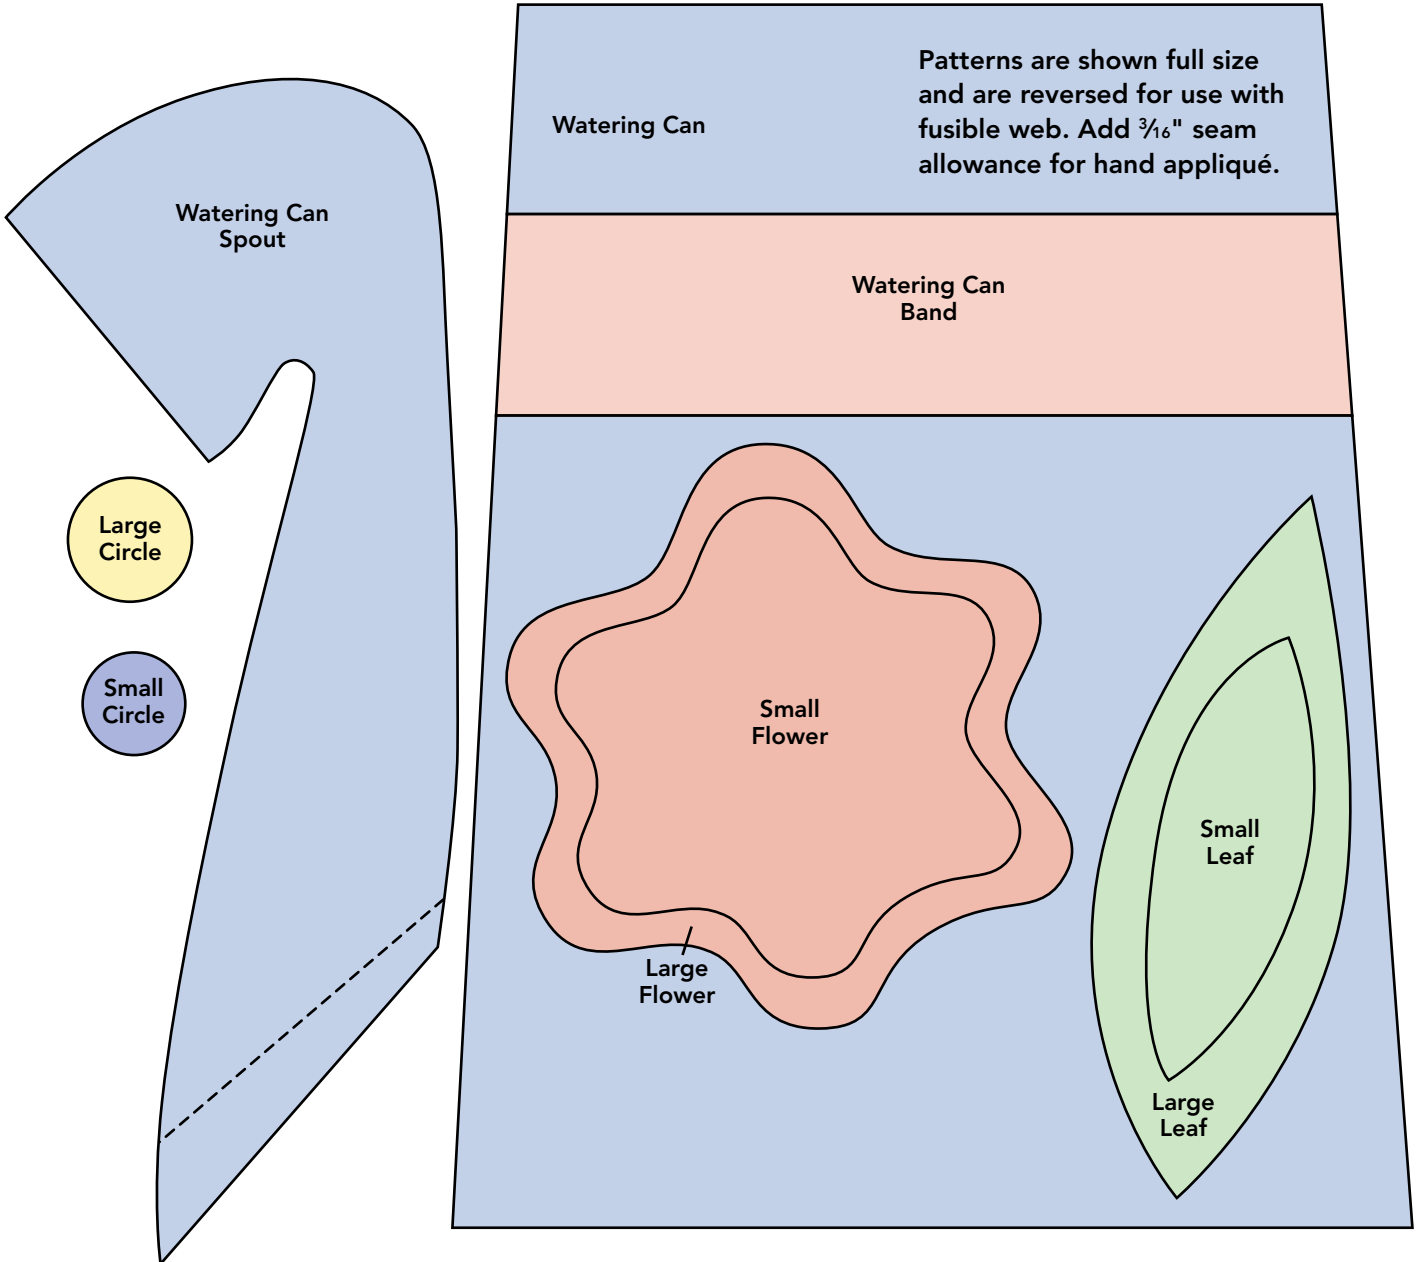 Patterns are shown full size
and are reversed for use with
fusible web. Add 3⁄16" seam
allowance for hand appliqué.
Watering Can
Watering Can
Spout
Watering Can
Band
Large
Circle
Small
Circle
Small
Flower
Large
Flower
Small
Leaf
Large
Leaf